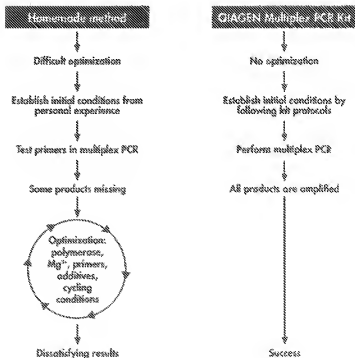 Homemade method
Difficult optimization
Establish initial conditions from
personal experience
Test primers in multiplex PCR
Some products missing
Optimization:
polymerase,
Mg²⁺, primers,
additives,
cycling
conditions
Dissatisfying results
QIAGEN Multiplex PCR Kit
No optimization
Establish initial conditions by
following kit protocols
Perform multiplex PCR
All products are amplified
Success